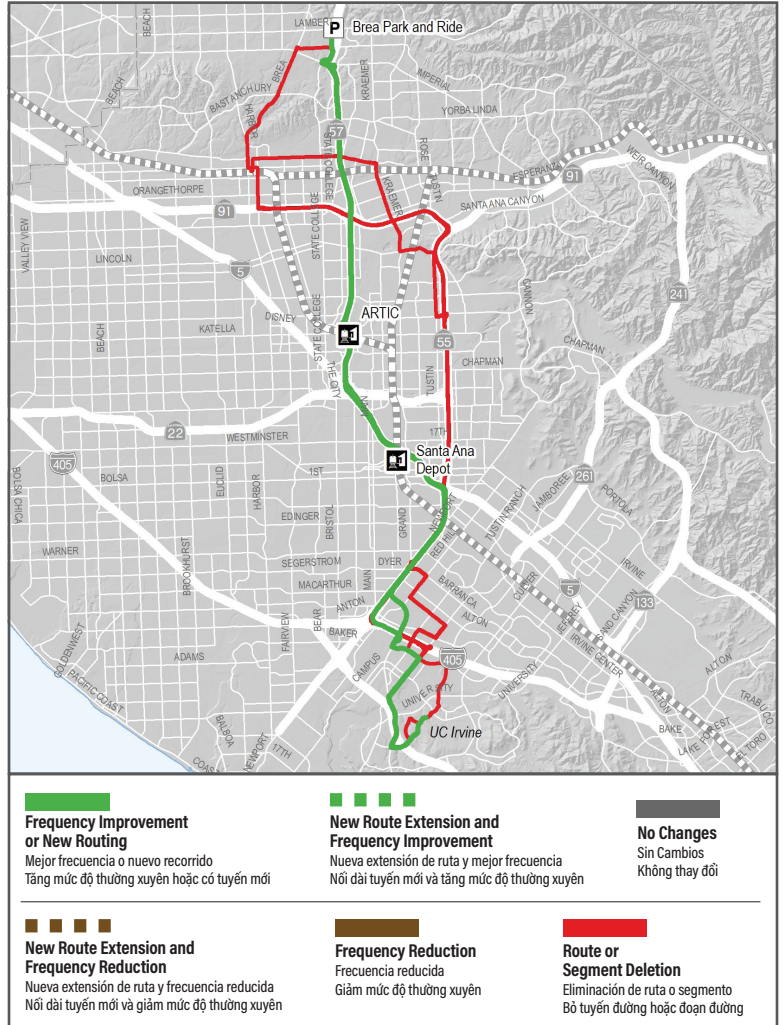 BEACH
LAMBERT
P Brea Park and Ride
BREA
BASTANCHURY
HARBOR
KRAEMER
IMPERIAL
YORBA LINDA
BEACH
57
STATE COLLEGE
ROSE
TUSTIN
ESPERANZA
91
WEIR CANYON
ORANGETHORPE
91
STATE COLLEGE
KRAEMER
SANTA ANA CANYON
VALLEY VIEW
LINCOLN
5
CANNON
241
BEACH
KATELLA
DISNEY
STATE COLLEGE
ARTIC
55
CHAPMAN
CHAPMAN
THE CITY
MAIN
TUSTIN
22
WESTMINSTER
17TH
405
BOLSA CHICA
BOLSA
EUCLID
HARBOR
1ST
Santa Ana
Depot
261
JAMBOREE
PORTOLA
EDINGER
BRISTOL
GRAND
NEWPORT
TUSTIN RANCH
WARNER
BROOKHURST
SEGERSTROM
DYER
RED HILL
IRVINE
MACARTHUR
MAIN
BARRANCA
CULVER
5
SAND CANYON
133
FAIRVIEW
BEAR
ANTON
BAKER
ALTON
JEFFREY
IRVINE CENTER
GOLDENWEST
ADAMS
CAMPUS
405
UNIVERSITY
ALTON
PACIFIC COAST
UNIVERSITY
ALTON
TRABUCO
BALBOA
NEWPORT
17TH
COAST
UC Irvine
BAKE
LAKE FOREST
EL TORO
Frequency Improvement
or New Routing
Mejor frecuencia o nuevo recorrido
Tăng mức độ thường xuyên hoặc có tuyến mới
New Route Extension and
Frequency Improvement
Nueva extensión de ruta y mejor frecuencia
Nối dài tuyến mới và tăng mức độ thường xuyên
No Changes
Sin Cambios
Không thay đổi
New Route Extension and
Frequency Reduction
Nueva extensión de ruta y frecuencia reducida
Nối dài tuyến mới và giảm mức độ thường xuyên
Frequency Reduction
Frecuencia reducida
Giảm mức độ thường xuyên
Route or
Segment Deletion
Eliminación de ruta o segmento
Bỏ tuyến đường hoặc đoạn đường